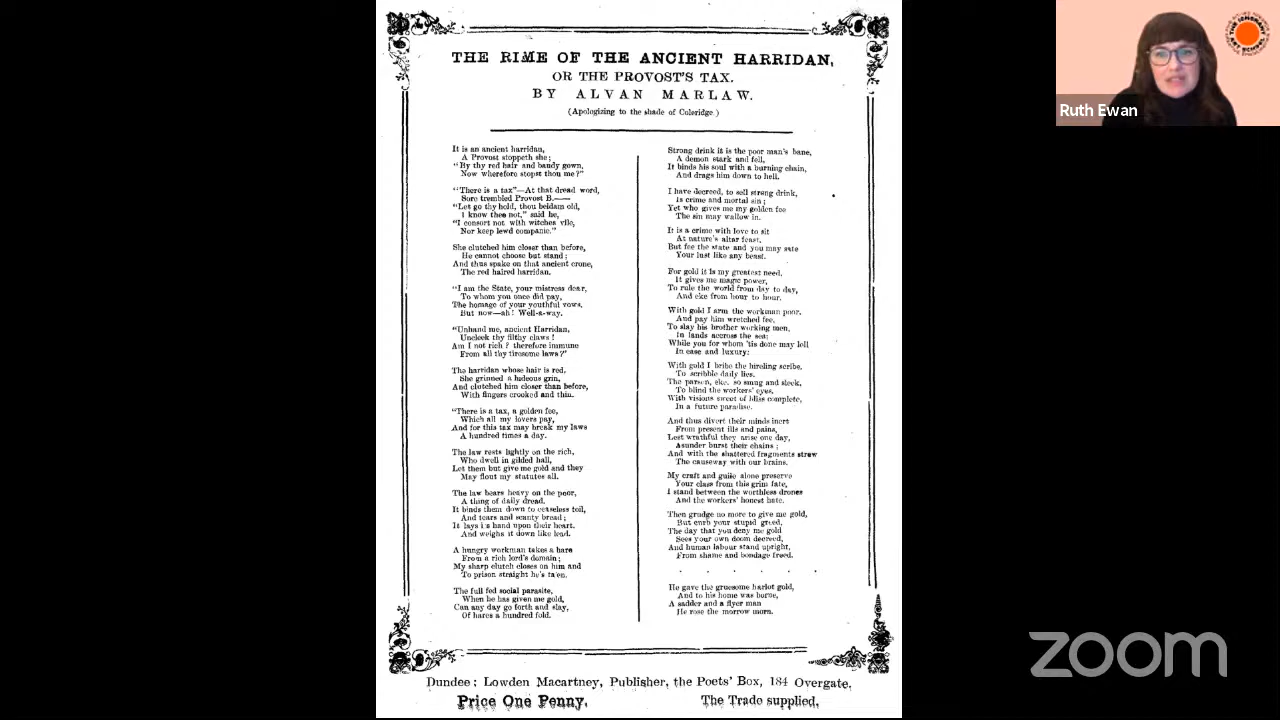 THE RIME OF THE ANCIENT HARRIDAN,
OR THE PROVOST'S TAX.
BY ALVAN MARLAW.
(Apologizing to the shade of Coleridge.)
It is an ancient harridan,
A Provost stoppeth she;
"By thy red hair and baudy gown,
Now wherefore stopst thou me?"
"There is a tax"—At that dread word,
Sore trembled Provost B.——
"Let go thy hold, thou beldam old,
I know thee not," said he,
"I consort not with witches vile,
Nor keep lewd companie."
She clutched him closer than before,
He cannot choose but stand;
And thus spake on that ancient crone,
The red haired harridan.
"I am the State, your mistress dear,
To whom you once did pay,
The homage of your youthful vows,
But now—ah! Well-a-way.
"Unhand me, ancient Harridan,
Uncleek thy filthy claws!
Am I not rich? therefore immune
From all thy tiresome laws?"
The harridan whose hair is red,
She grinned a hideous grin,
And clutched him closer than before,
With fingers crooked and thin.
"There is a tax, a golden fee,
Which all my lovers pay,
And for this tax may break my laws
A hundred times a day.
The law rests lightly on the rich,
Who dwell in gilded hall,
Let them but give me gold and they
May flout my statutes all.
The law bears heavy on the poor,
A thing of daily dread,
It binds them down to ceaseless toil,
And tears and scanty bread;
It lays its hand upon their heart,
And weighs it down like lead.
A hungry workman takes a hare
From a rich lord's domain;
My sharp clutch closes on him and
To prison straight he's ta'en.
The full fed social parasite,
When he has given me gold,
Can any day go forth and slay,
Of hares a hundred fold.
Strong drink it is the poor man's bane,
A demon stark and fell,
It binds his soul with a burning chain,
And drags him down to hell.
I have decreed, to sell strong drink,
Is crime and mortal sin;
Yet who gives me my golden fee
The sin may wallow in.
It is a crime with love to sit
At nature's altar feast,
But fee the state and you may sate
Your lust like any beast.
For gold it is my greatest need,
It gives me magic power,
To rule the world from day to day,
And eke from hour to hour.
With gold I arm the workman poor,
And pay him wretched fee,
To slay his brother working men,
In lands accross the sea:
While you for whom 'tis done may loll
In ease and luxury:
With gold I bribe the hireling scribe,
To scribble daily lies.
The parson, eke, so smug and sleek,
To blind the workers' eyes,
With visions sweet of bliss complete,
In a future paradise.
And thus divert their minds inert
From present ills and pains,
Lest wrathful they arise one day,
Asunder burst their chains;
And with the shattered fragments strew
The causeway with our brains.
My craft and guile alone preserve
Your class from this grim fate,
I stand between the worthless drones
And the workers' honest hate.
Then grudge no more to give me gold,
But curb your stupid greed,
The day that you deny me gold
Sees your own doom decreed,
And human labour stand upright,
From shame and bondage freed.
He gave the gruesome harlot gold,
And to his home was borne,
A sadder and a flyer man
He rose the morrow morn.
Dundee: Lowden Macartney, Publisher, the Poets' Box, 184 Overgate.
Price One Penny. The Trade supplied.
Ruth Ewan
zoom